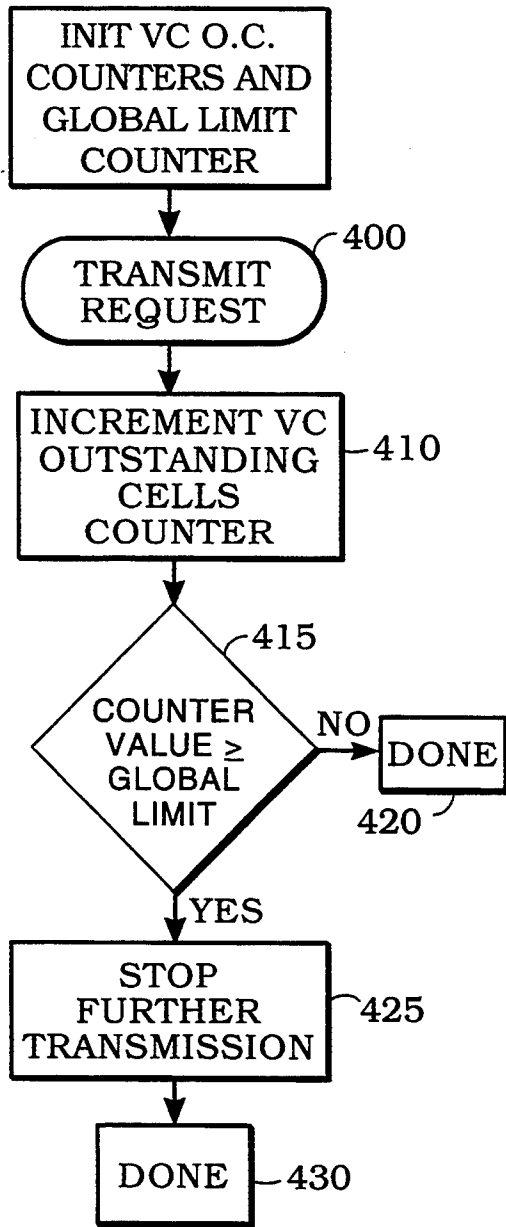 INIT VC O.C.
COUNTERS AND
GLOBAL LIMIT
COUNTER
400
TRANSMIT
REQUEST
INCREMENT VC
OUTSTANDING
CELLS
COUNTER
410
415
COUNTER
VALUE ≥
GLOBAL
LIMIT
NO
DONE
420
YES
STOP
FURTHER
TRANSMISSION
425
DONE
430